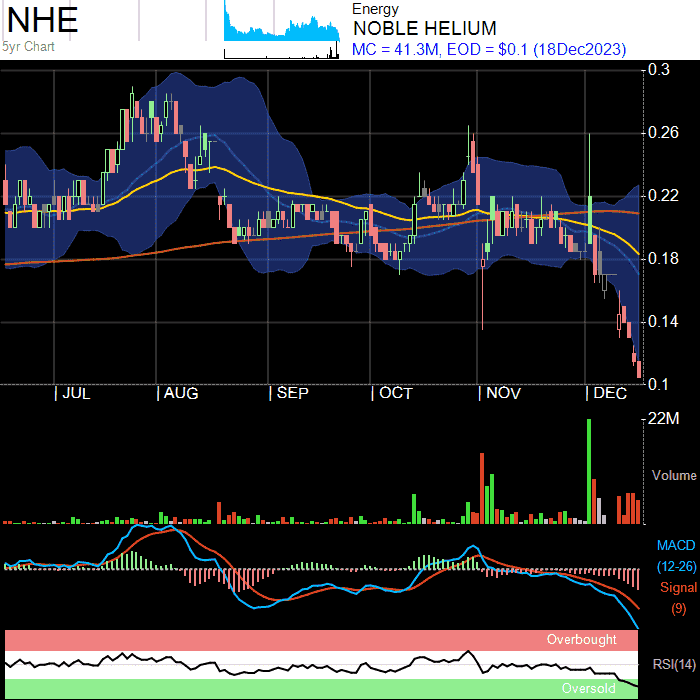 NHE
5yr Chart
Energy
NOBLE HELIUM
MC = 41.3M, EOD = $0.1 (18Dec2023)
0.3
0.26
0.22
0.18
0.14
0.1
| JUL | AUG | SEP | OCT | NOV | DEC
22M
Volume
MACD
(12-26)
Signal
(9)
Overbought
RSI(14)
Oversold